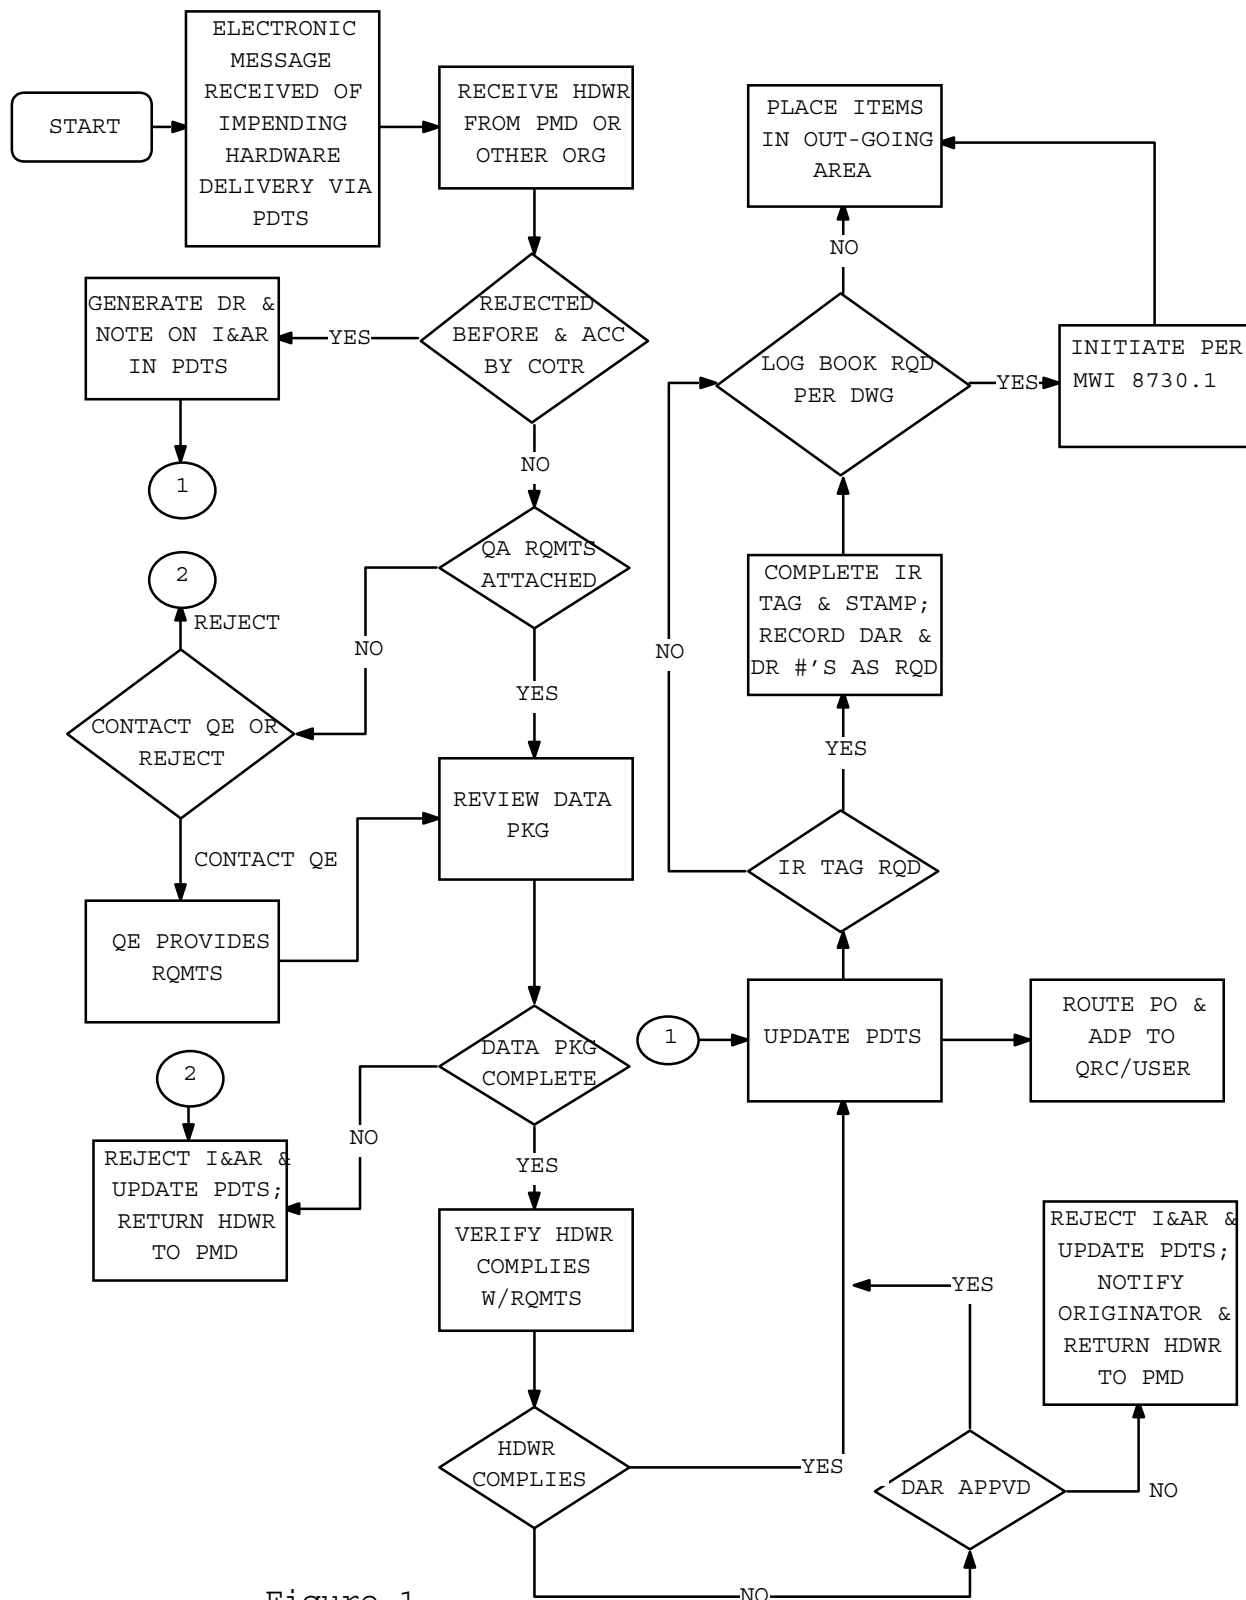 START
ELECTRONIC
MESSAGE
RECEIVED OF
IMPENDING
HARDWARE
DELIVERY VIA
PDTS
RECEIVE HDWR
FROM PMD OR
OTHER ORG
REJECTED
BEFORE & ACC
BY COTR
YES
GENERATE DR &
NOTE ON I&AR
IN PDTS
1
NO
QA RQMTS
ATTACHED
NO
CONTACT QE OR
REJECT
REJECT
2
CONTACT QE
QE PROVIDES
RQMTS
YES
REVIEW DATA
PKG
DATA PKG
COMPLETE
NO
2
REJECT I&AR &
UPDATE PDTS;
RETURN HDWR
TO PMD
YES
VERIFY HDWR
COMPLIES
W/RQMTS
HDWR
COMPLIES
YES
NO
DAR APPVD
YES
NO
REJECT I&AR &
UPDATE PDTS;
NOTIFY
ORIGINATOR &
RETURN HDWR
TO PMD
1
UPDATE PDTS
ROUTE PO &
ADP TO
QRC/USER
IR TAG RQD
NO
YES
COMPLETE IR
TAG & STAMP;
RECORD DAR &
DR #'S AS RQD
LOG BOOK RQD
PER DWG
YES
INITIATE PER
MWI 8730.1
NO
PLACE ITEMS
IN OUT-GOING
AREA
Figure 1